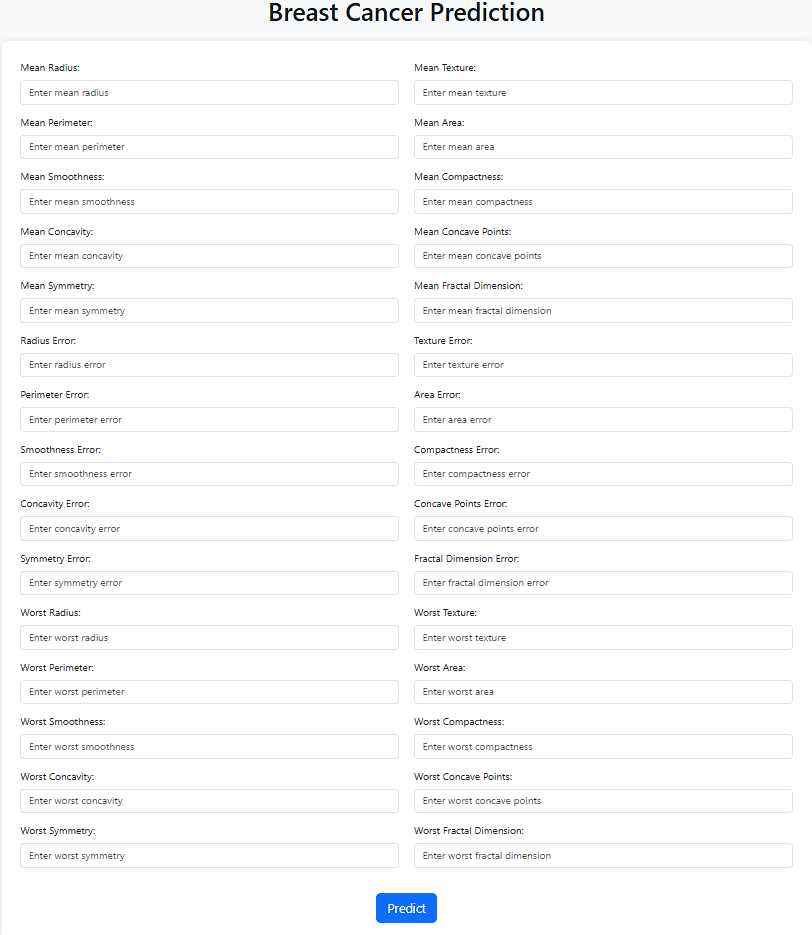 Breast Cancer Prediction
Mean Radius: Mean Texture:
Enter mean radius Enter mean texture
Mean Perimeter: Mean Area:
Enter mean perimeter Enter mean area
Mean Smoothness: Mean Compactness:
Enter mean smoothness Enter mean compactness
Mean Concavity: Mean Concave Points:
Enter mean concavity Enter mean concave points
Mean Symmetry: Mean Fractal Dimension:
Enter mean symmetry Enter mean fractal dimension
Radius Error: Texture Error:
Enter radius error Enter texture error
Perimeter Error: Area Error:
Enter perimeter error Enter area error
Smoothness Error: Compactness Error:
Enter smoothness error Enter compactness error
Concavity Error: Concave Points Error:
Enter concavity error Enter concave points error
Symmetry Error: Fractal Dimension Error:
Enter symmetry error Enter fractal dimension error
Worst Radius: Worst Texture:
Enter worst radius Enter worst texture
Worst Perimeter: Worst Area:
Enter worst perimeter Enter worst area
Worst Smoothness: Worst Compactness:
Enter worst smoothness Enter worst compactness
Worst Concavity: Worst Concave Points:
Enter worst concavity Enter worst concave points
Worst Symmetry: Worst Fractal Dimension:
Enter worst symmetry Enter worst fractal dimension
Predict